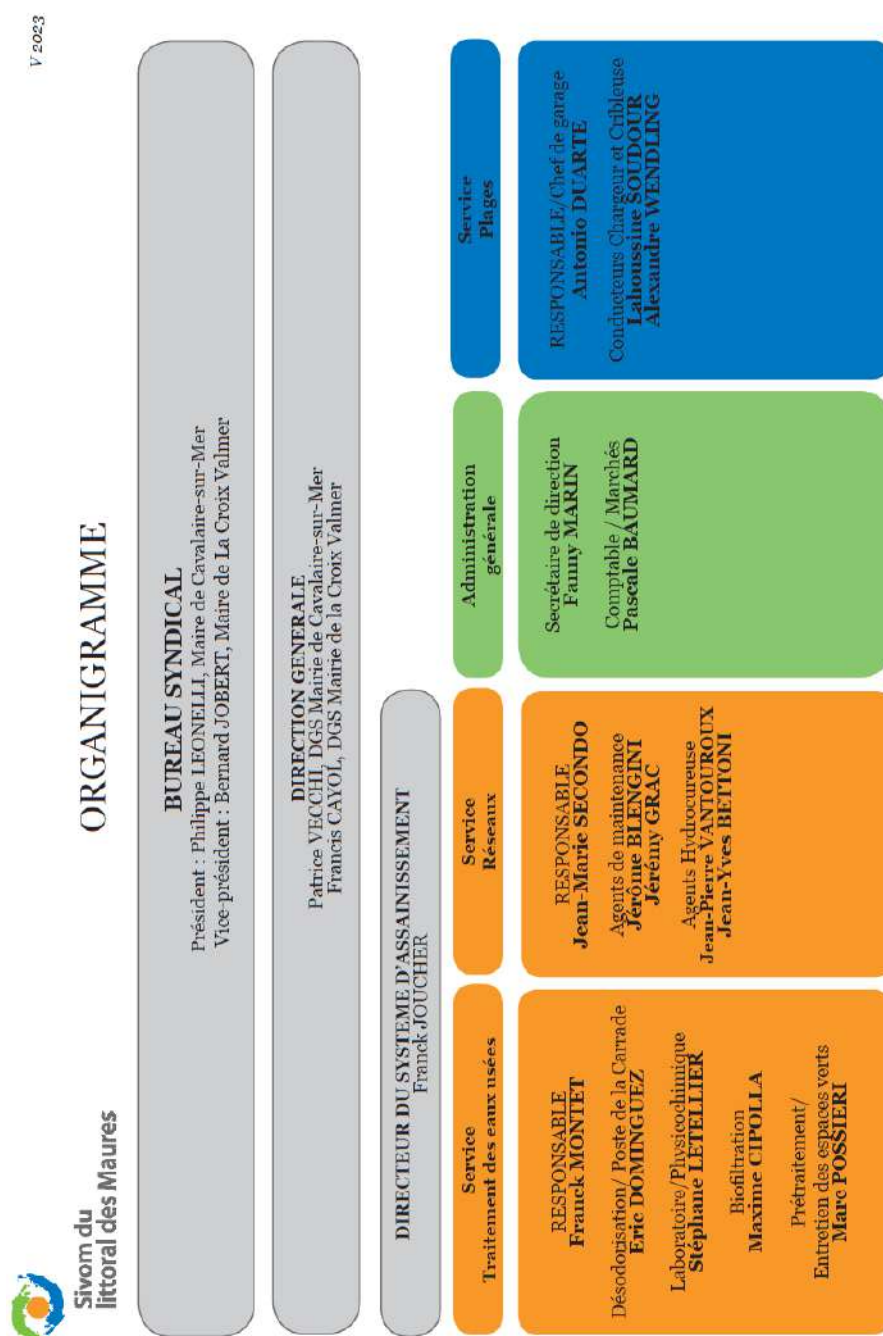 Sivom du
littoral des Maures
ORGANIGRAMME
V 2023
BUREAU SYNDICAL
Président : Philippe LEONELLI, Maire de Cavalaire-sur-Mer
Vice-président : Bernard JOBERT, Maire de La Croix Valmer
DIRECTION GENERALE
Patrice VECCHI, DGS Mairie de Cavalaire-sur-Mer
Francis CAYOL, DGS Mairie de la Croix Valmer
DIRECTEUR DU SYSTEME D'ASSAINISSEMENT
Franck JOUCHER
Service
Traitement des eaux usées
RESPONSABLE
Franck MONTET
Désodorisation/ Poste de la Carrade
Eric DOMINGUEZ
Laboratoire/Physicochimique
Stéphane LETELLIER
Biofiltration
Maxime CIPOLLA
Prétraitement/
Entretien des espaces verts
Marc POSSIERI
Service
Réseaux
RESPONSABLE
Jean-Marie SECONDO
Agents de maintenance
Jérôme BLENGINI
Jérémy GRAC
Agents Hydrocureuse
Jean-Pierre VANTOUROUX
Jean-Yves BETTONI
Administration
générale
Secrétaire de direction
Fanny MARIN
Comptable / Marchés
Pascale BAUMARD
Service
Plages
RESPONSABLE/Chef de garage
Antonio DUARTE
Conducteurs Chargeur et Cribleuse
Lahoussine SOUDOUR
Alexandre WENDLING